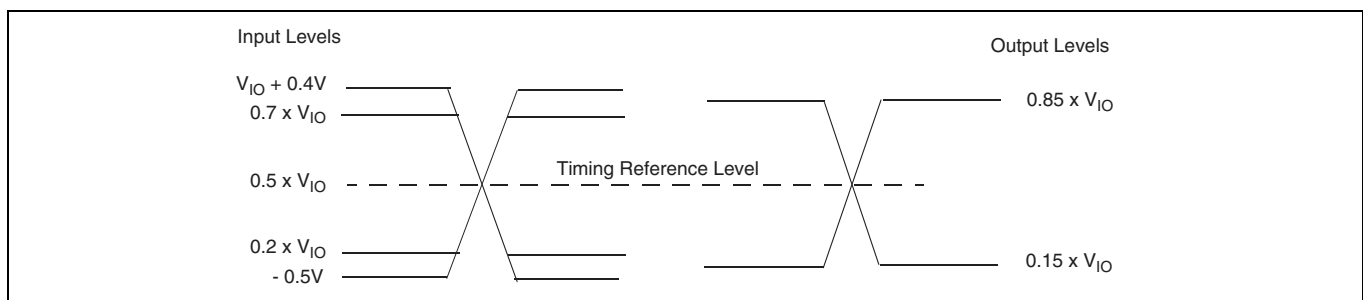 Input Levels
Output Levels
V_IO + 0.4V
0.7 x V_IO
0.85 x V_IO
Timing Reference Level
0.5 x V_IO
0.2 x V_IO
- 0.5V
0.15 x V_IO